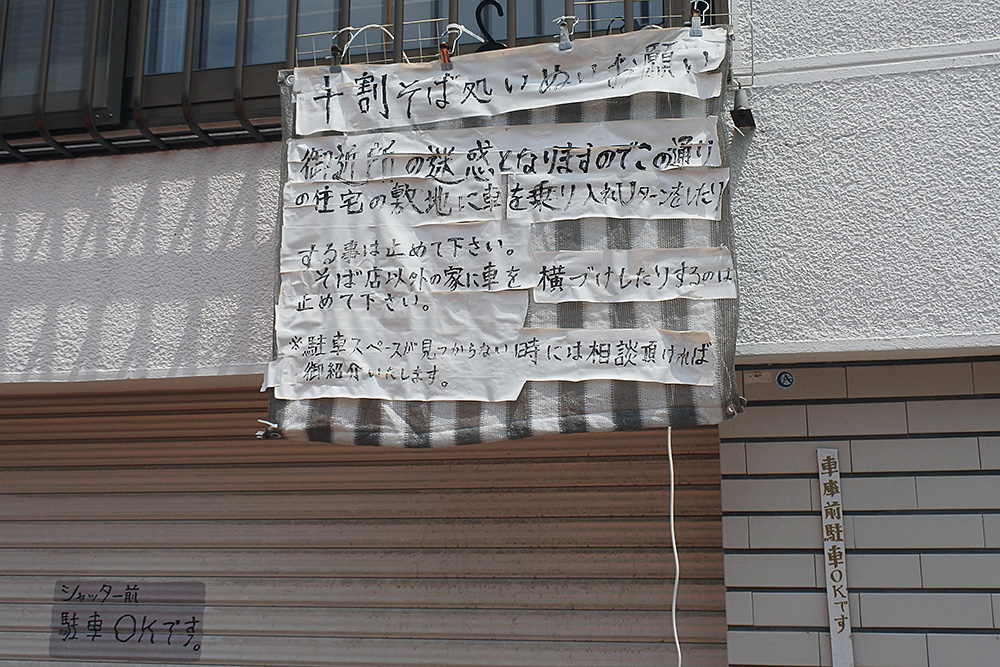 十割そば処いぬいお願い
御近所の迷惑となりますのでこの通り
の住宅の敷地に車を乗り入れUターンをしたり
する事は止めて下さい。
そば店以外の家に車を横づけしたりするのは
止めて下さい。
※駐車スペースが見つからない時には相談頂ければ
御紹介いたします。
シャッター前
駐車OKです。
車庫前駐車OKです